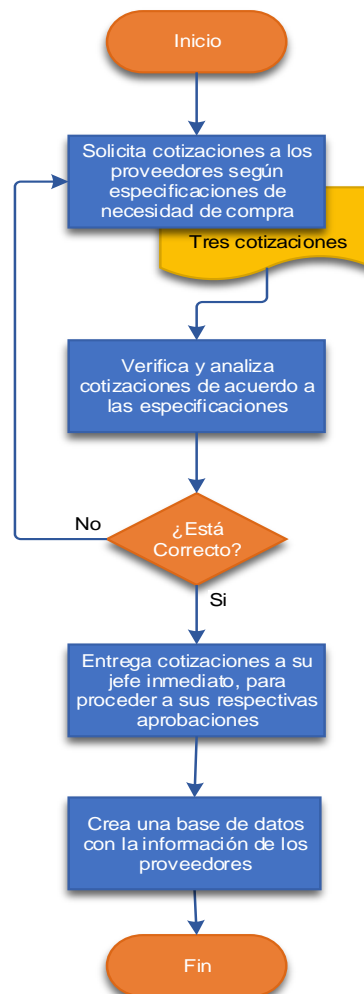 Inicio
Solicita cotizaciones a los
proveedores según
especificaciones de
necesidad de compra
Tres cotizaciones
Verifica y analiza
cotizaciones de acuerdo a
las especificaciones
¿Está
Correcto?
No
Si
Entrega cotizaciones a su
jefe inmediato, para
proceder a sus respectivas
aprobaciones
Crea una base de datos
con la información de los
proveedores
Fin